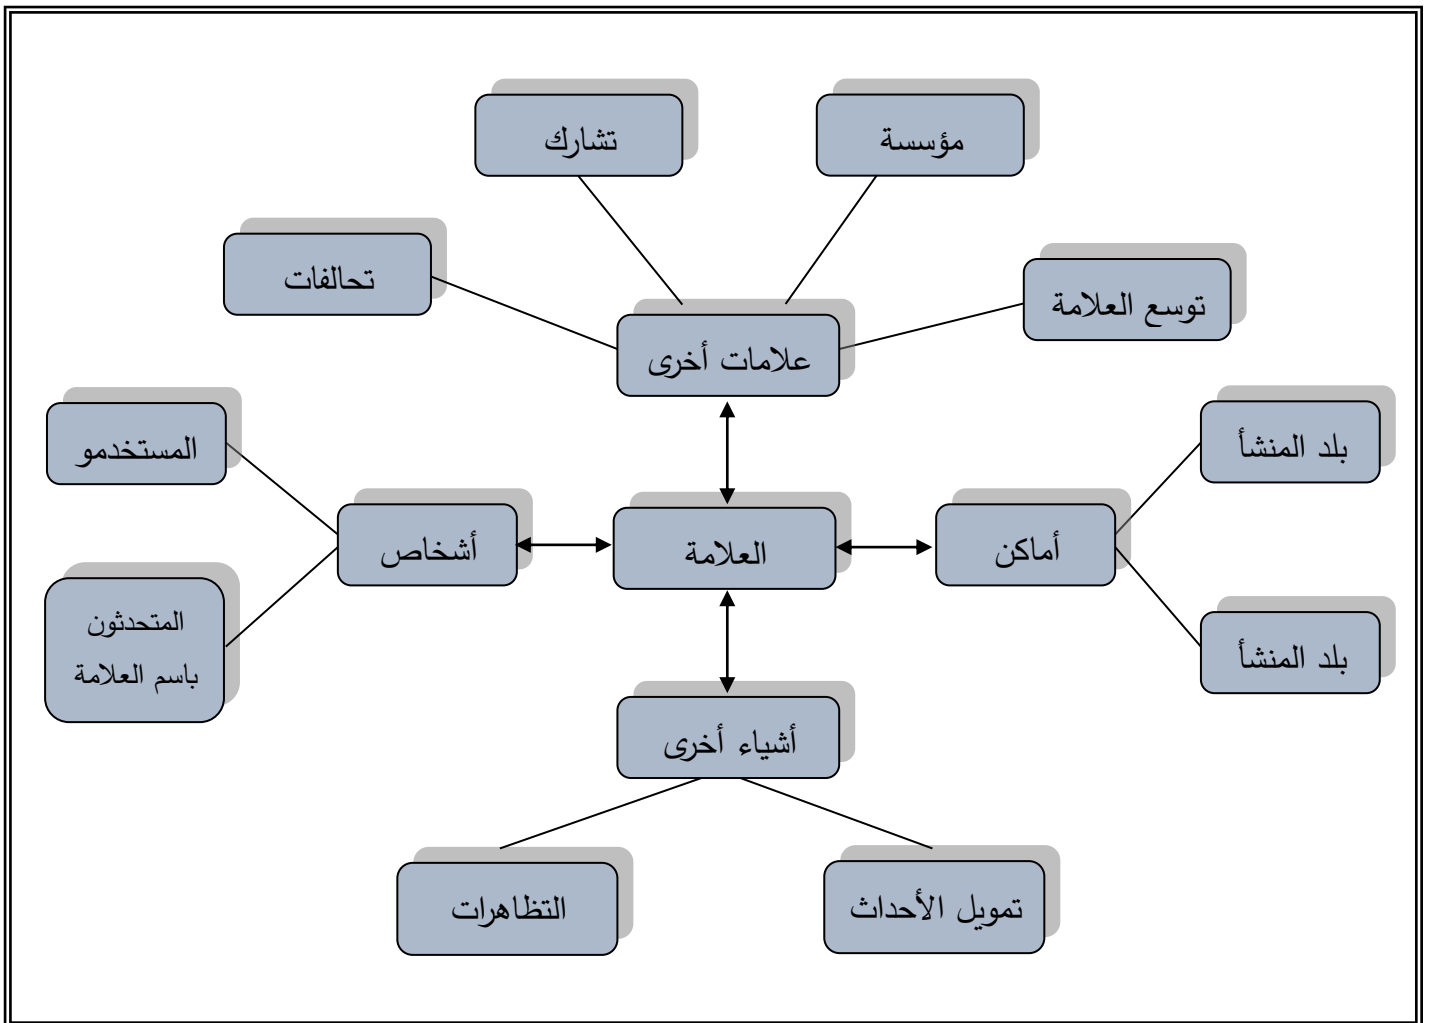 مؤسسة
تشارك
توسع العلامة
تحالفات
علامات أخرى
بلد المنشأ
المستخدمو
أماكن
العلامة
أشخاص
بلد المنشأ
المتحدثون
باسم العلامة
أشياء أخرى
تمويل الأحداث
التظاهرات